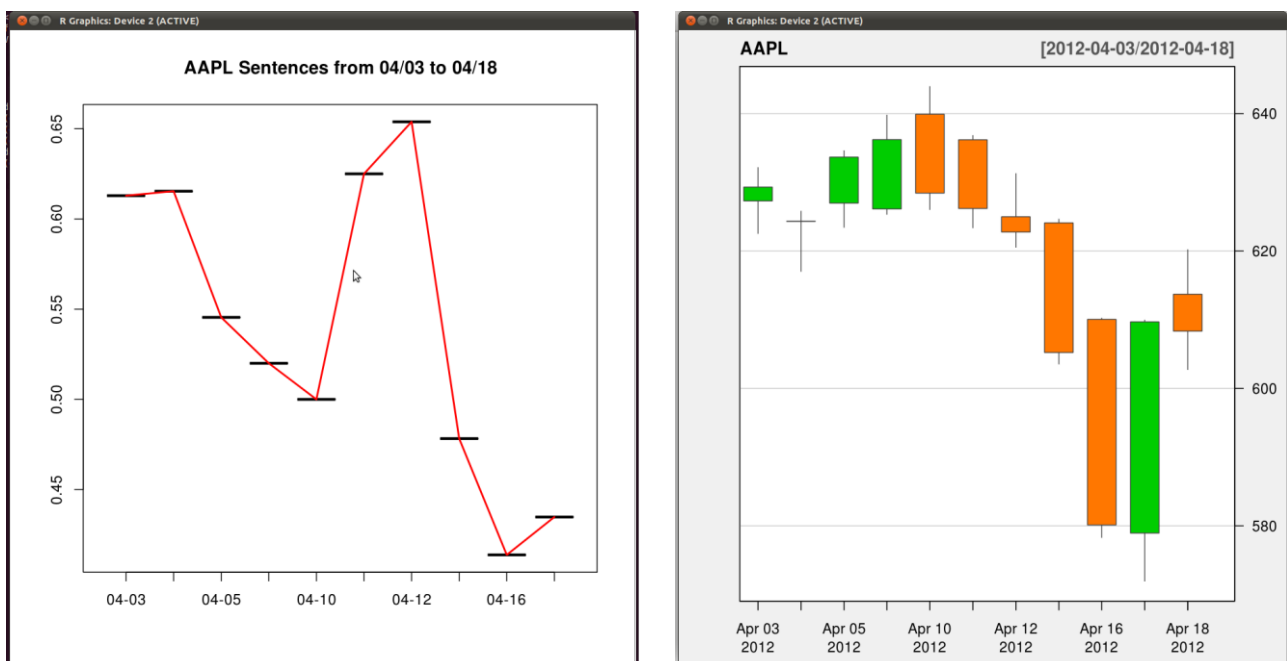 R Graphics: Device 2 (ACTIVE)
AAPL Sentences from 04/03 to 04/18
0.65
0.60
0.55
0.50
0.45
04-03 04-05 04-10 04-12 04-16
R Graphics: Device 2 (ACTIVE)
AAPL [2012-04-03/2012-04-18]
640
620
600
580
Apr 03 Apr 05 Apr 10 Apr 12 Apr 16 Apr 18
2012 2012 2012 2012 2012 2012